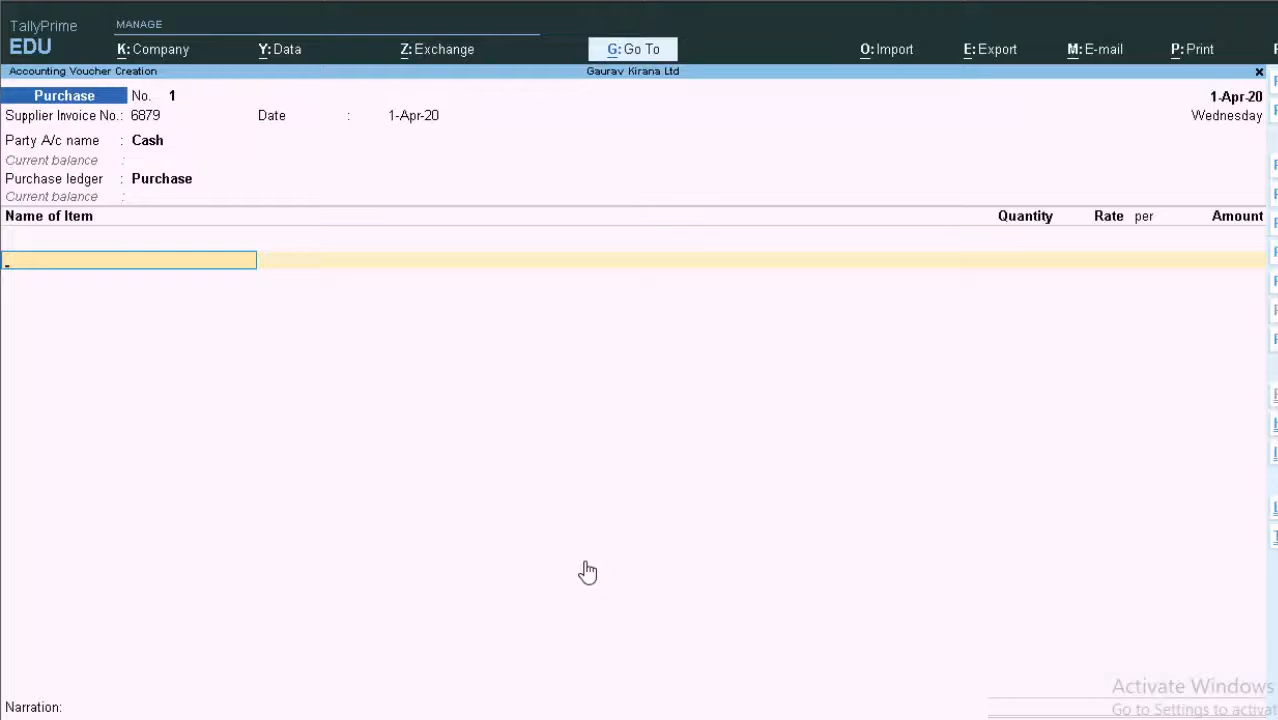 TallyPrime
EDU
MANAGE
K: Company
Y: Data
Z: Exchange
G: Go To
O: Import
E: Export
M: E-mail
P: Print
Accounting Voucher Creation
Gaurav Kirana Ltd
Purchase No. 1
1-Apr-20
Supplier Invoice No.: 6879 Date : 1-Apr-20
Wednesday
Party A/c name : Cash
Current balance :
Purchase ledger : Purchase
Current balance :
Name of Item Quantity Rate per Amount
Narration:
Activate Windows
Go to Settings to activat